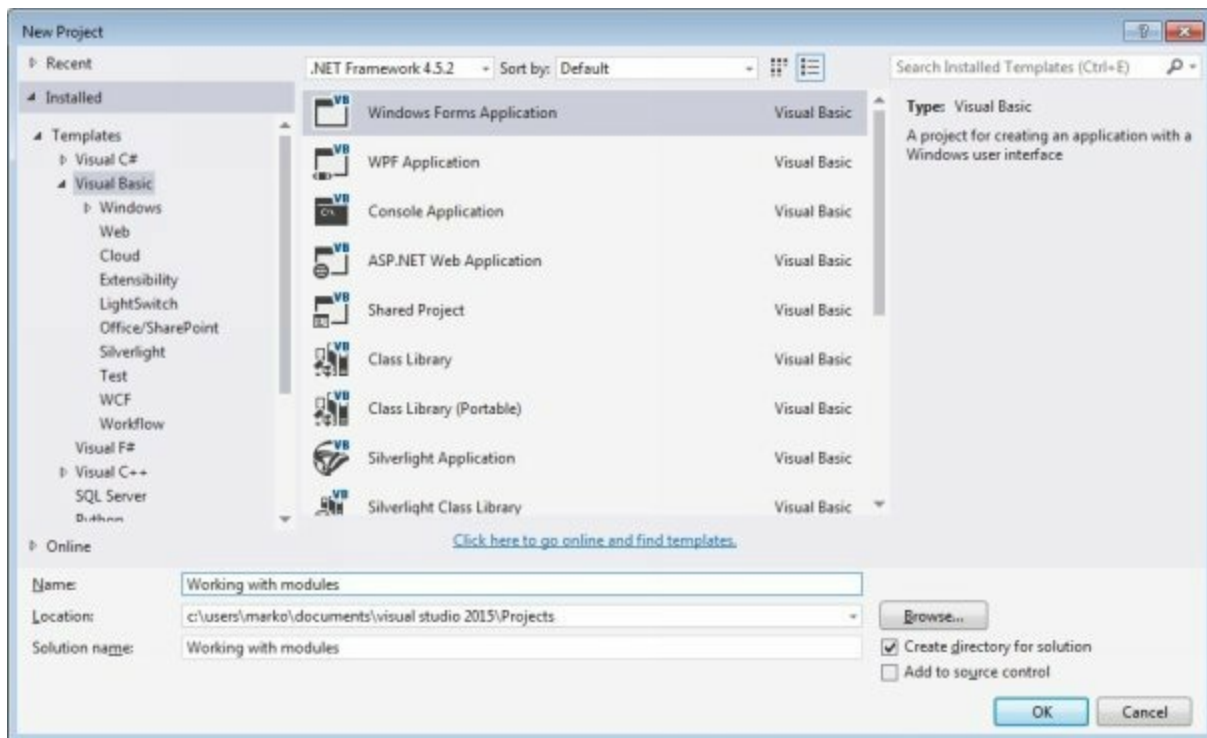 New Project
Recent
Installed
Templates
Visual C#
Visual Basic
Windows
Web
Cloud
Extensibility
LightSwitch
Office/SharePoint
Silverlight
Test
WCF
Workflow
Visual F#
Visual C++
SQL Server
Python
Online
.NET Framework 4.5.2 Sort by: Default
Windows Forms Application Visual Basic
WPF Application Visual Basic
Console Application Visual Basic
ASP.NET Web Application Visual Basic
Shared Project Visual Basic
Class Library Visual Basic
Class Library (Portable) Visual Basic
Silverlight Application Visual Basic
Silverlight Class Library Visual Basic
Click here to go online and find templates.
Search Installed Templates (Ctrl+E)
Type: Visual Basic
A project for creating an application with a
Windows user interface
Name: Working with modules
Location: c:\users\marko\documents\visual studio 2015\Projects
Browse...
Solution name: Working with modules
Create directory for solution
Add to source control
OK Cancel